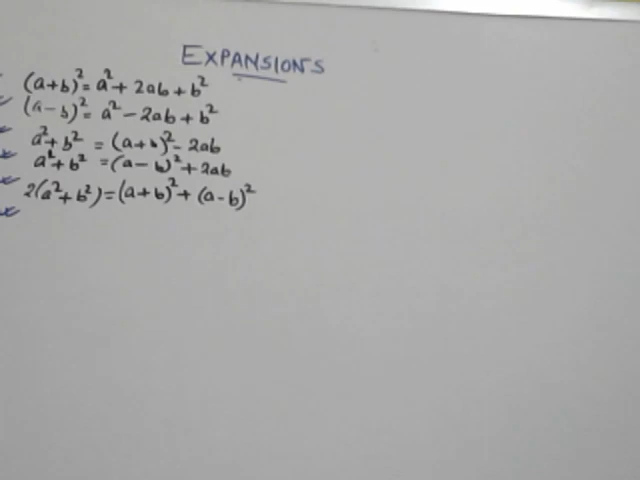 EXPANSIONS
(a+b)² = a² + 2ab + b²
(a-b)² = a² - 2ab + b²
a² + b² = (a+b)² - 2ab
a² + b² = (a-b)² + 2ab
2(a² + b²) = (a+b)² + (a-b)²